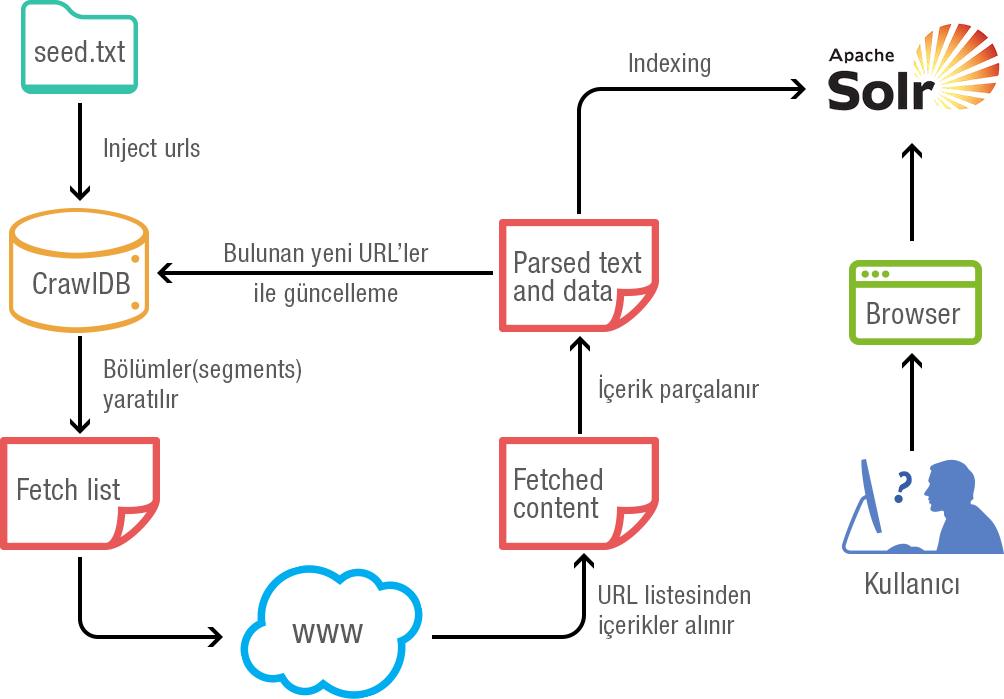 seed.txt
Inject urls
CrawlDB
Bölümler(segments)
yaratılır
Fetch list
www
URL listesinden
içerikler alınır
Fetched
content
İçerik parçalanır
Parsed text
and data
Bulunan yeni URL’ler
ile güncelleme
Indexing
Apache
Solr
Browser
?
Kullanıcı